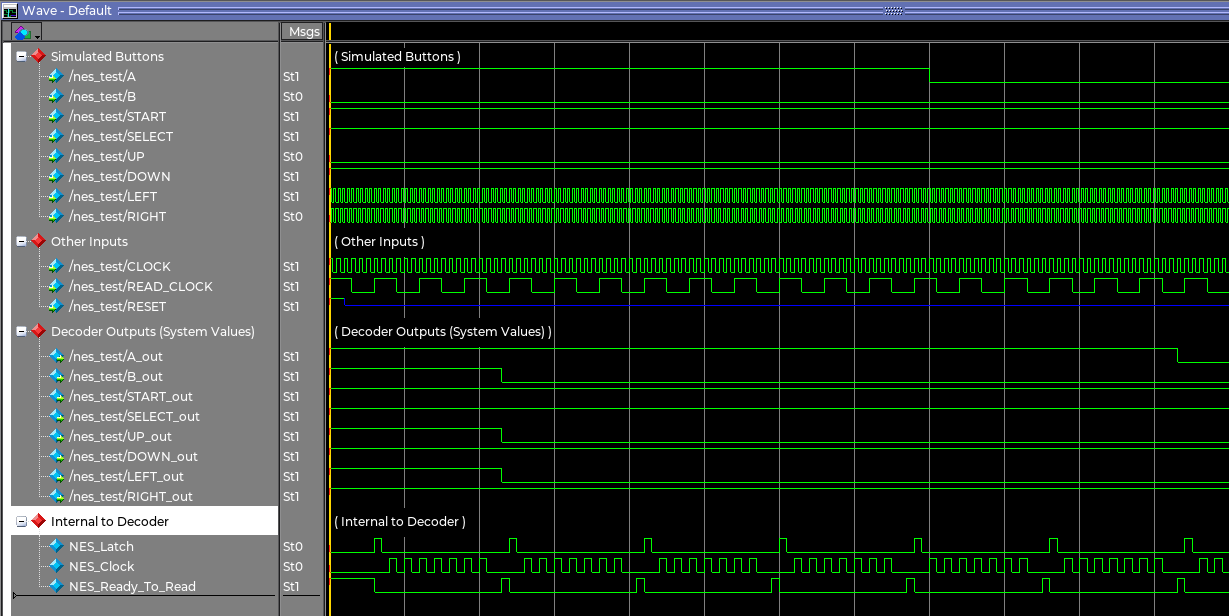 Wave - Default
Msgs
Simulated Buttons ( Simulated Buttons )
/nes_test/A St1
/nes_test/B St0
/nes_test/START St1
/nes_test/SELECT St1
/nes_test/UP St0
/nes_test/DOWN St1
/nes_test/LEFT St1
/nes_test/RIGHT St0
Other Inputs ( Other Inputs )
/nes_test/CLOCK St1
/nes_test/READ_CLOCK St1
/nes_test/RESET St1
Decoder Outputs (System Values) ( Decoder Outputs (System Values) )
/nes_test/A_out St1
/nes_test/B_out St1
/nes_test/START_out St1
/nes_test/SELECT_out St1
/nes_test/UP_out St1
/nes_test/DOWN_out St1
/nes_test/LEFT_out St1
/nes_test/RIGHT_out St1
Internal to Decoder ( Internal to Decoder )
NES_Latch St0
NES_Clock St0
NES_Ready_To_Read St1